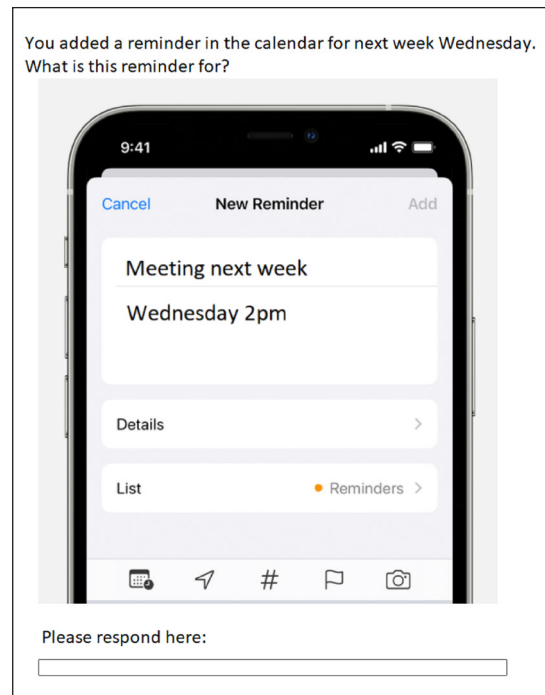 You added a reminder in the calendar for next week Wednesday.
What is this reminder for?
9:41
Cancel New Reminder Add
Meeting next week
Wednesday 2pm
Details
List Reminders
#
Please respond here: